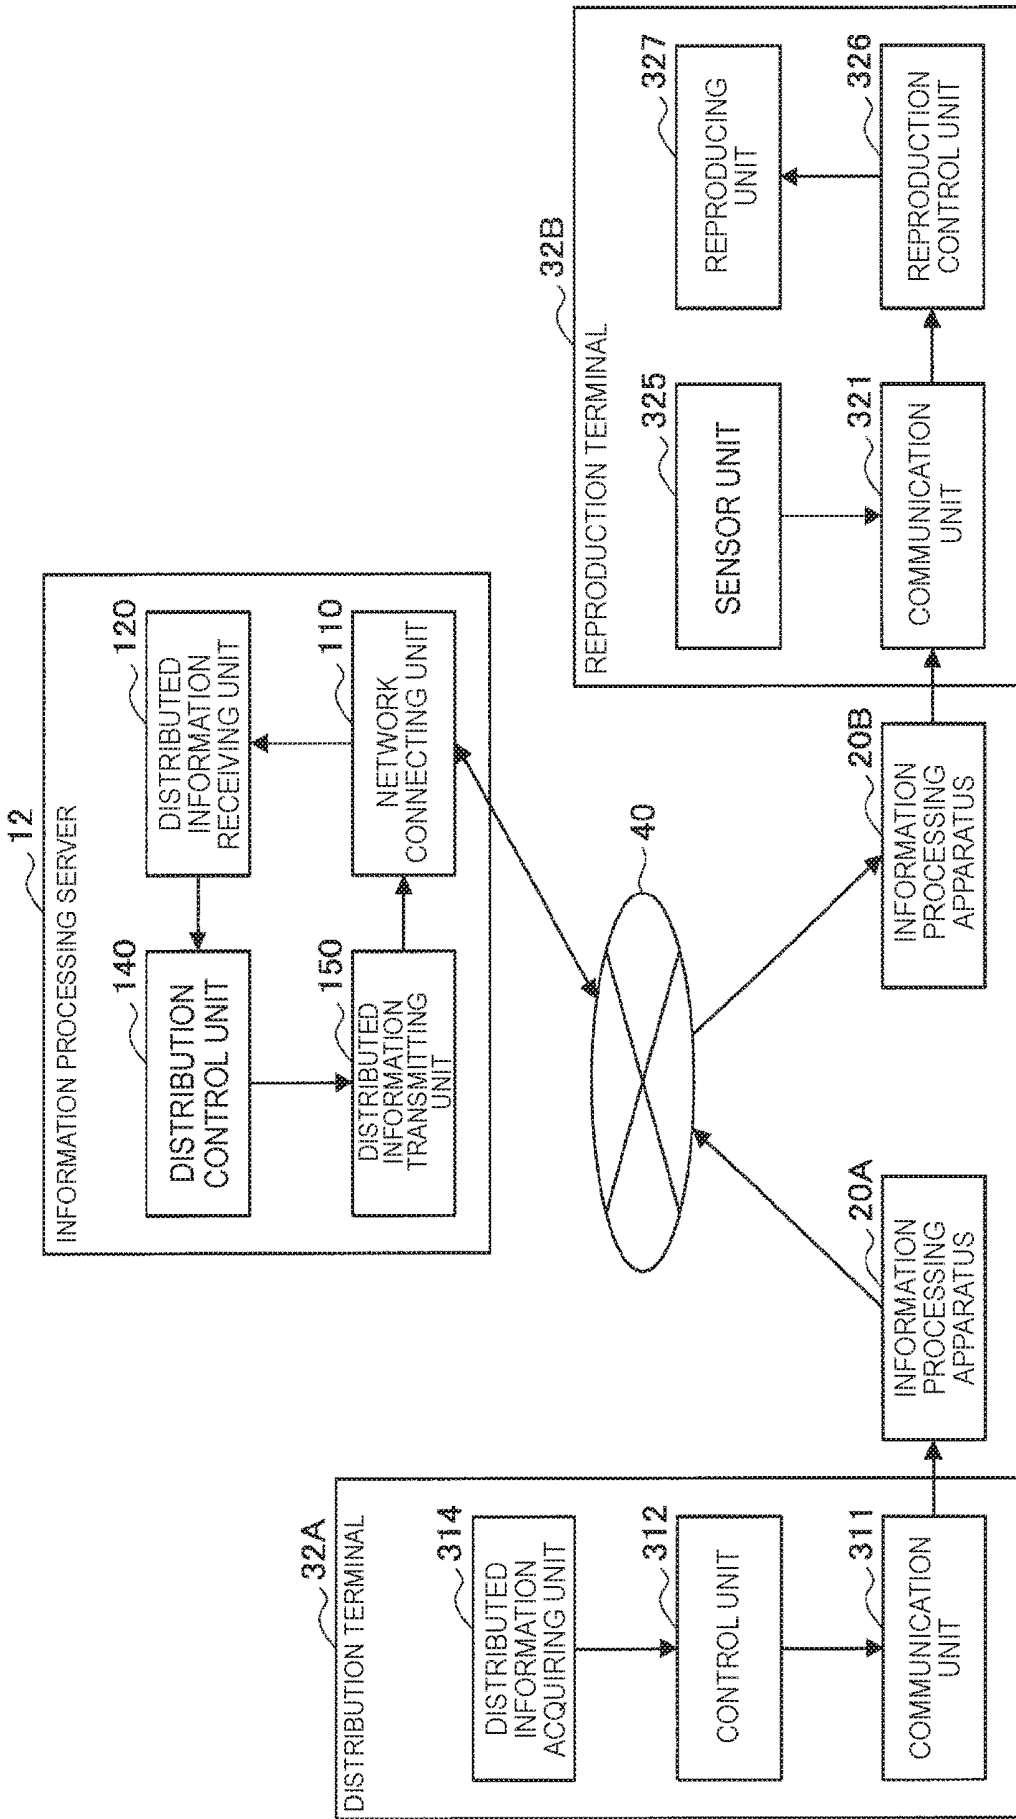 12
INFORMATION PROCESSING SERVER
140
DISTRIBUTION
CONTROL UNIT
120
DISTRIBUTED
INFORMATION
RECEIVING UNIT
150
DISTRIBUTED
INFORMATION
TRANSMITTING
UNIT
110
NETWORK
CONNECTING UNIT
32A
DISTRIBUTION TERMINAL
314
DISTRIBUTED
INFORMATION
ACQUIRING UNIT
312
CONTROL UNIT
311
COMMUNICATION
UNIT
20A
INFORMATION
PROCESSING
APPARATUS
40
20B
INFORMATION
PROCESSING
APPARATUS
32B
REPRODUCTION TERMINAL
325
SENSOR UNIT
327
REPRODUCING
UNIT
321
COMMUNICATION
UNIT
326
REPRODUCTION
CONTROL UNIT